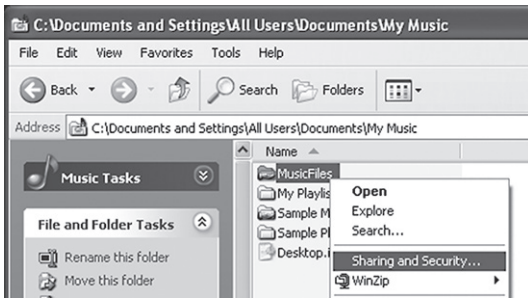 C:\Documents and Settings\All Users\Documents\My Music
File Edit View Favorites Tools Help
Back Search Folders
Address C:\Documents and Settings\All Users\Documents\My Music
Name
Music Tasks
MusicFiles
My Playlis
Open
Sample M
Explore
File and Folder Tasks
Sample Pl
Search...
Desktop.i
Rename this folder
Sharing and Security...
Move this folder
WinZip